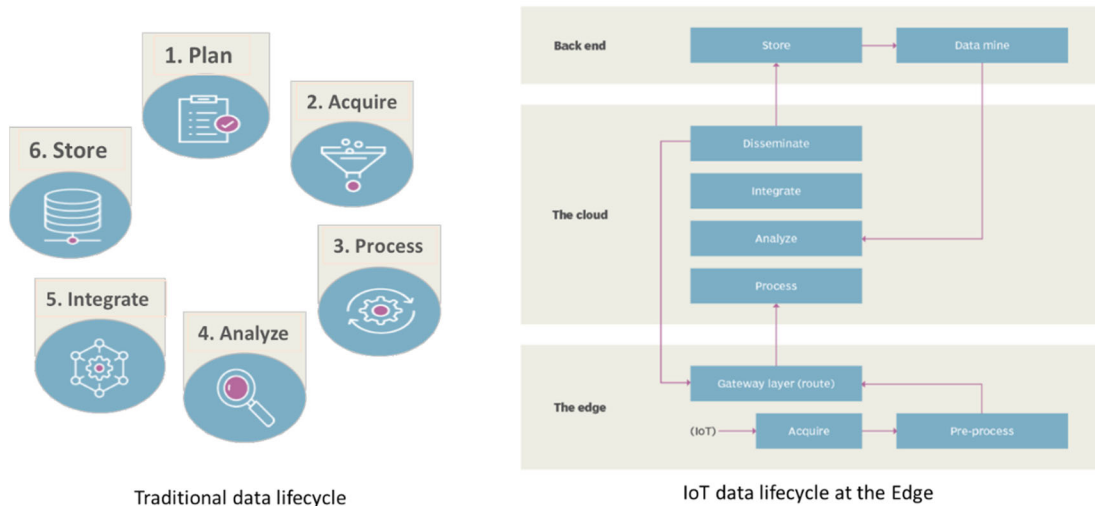 1. Plan
2. Acquire
3. Process
4. Analyze
5. Integrate
6. Store
Traditional data lifecycle
Back end
Store
Data mine
The cloud
Disseminate
Integrate
Analyze
Process
The edge
Gateway layer (route)
(IoT)
Acquire
Pre-process
IoT data lifecycle at the Edge